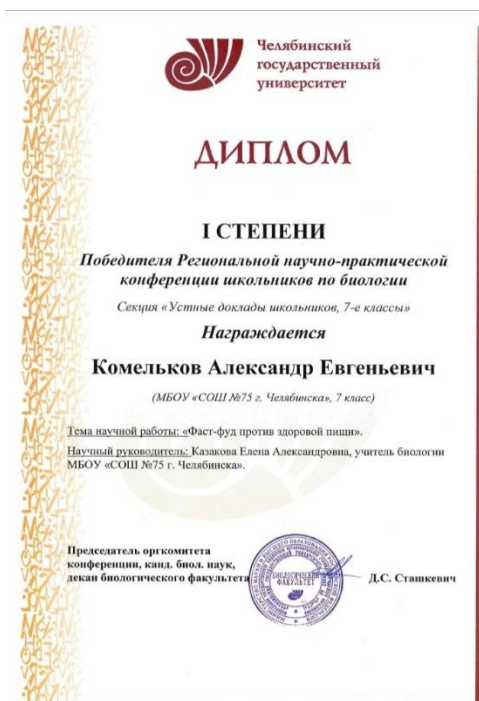 Челябинский
государственный
университет
ДИПЛОМ
I СТЕПЕНИ
Победителя Региональной научно-практической
конференции школьников по биологии
Секция «Устные доклады школьников, 7-е классы»
Награждается
Комельков Александр Евгеньевич
(МБОУ «СОШ №75 г. Челябинска», 7 класс)
Тема научной работы: «Фаст-фуд против здоровой пищи».
Научный руководитель: Казакова Елена Александровна, учитель биологии
МБОУ «СОШ №75 г. Челябинска».
Председатель оргкомитета
конференции, канд. биол. наук,
декан биологического факультета
БИОЛОГИЧЕСКИЙ
ФАКУЛЬТЕТ
Д.С. Сташкевич